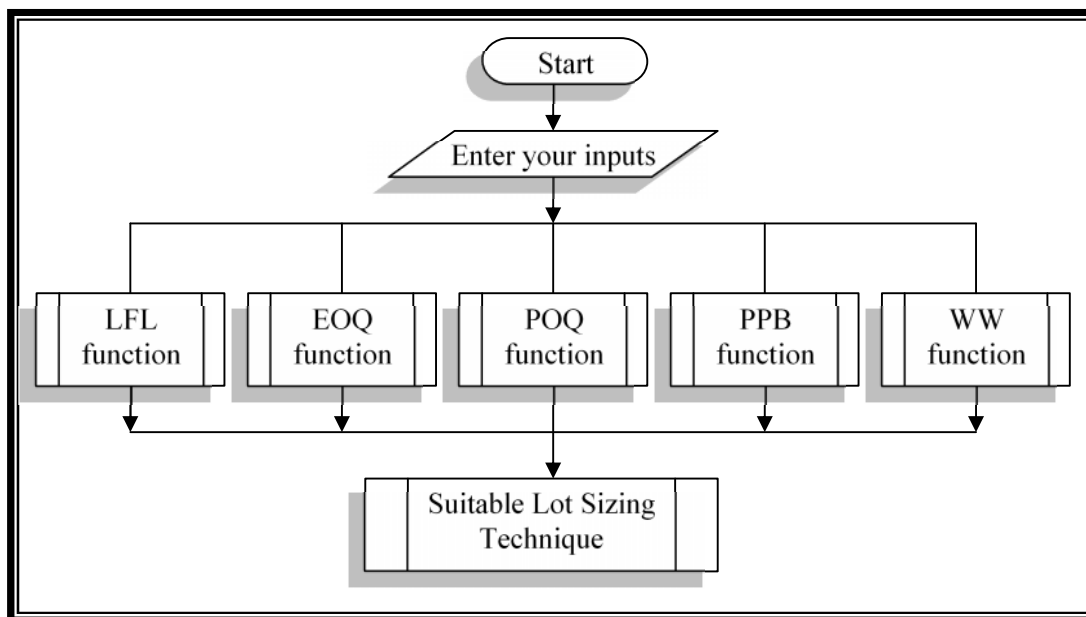 Start
Enter your inputs
LFL
function
EOQ
function
POQ
function
PPB
function
WW
function
Suitable Lot Sizing
Technique